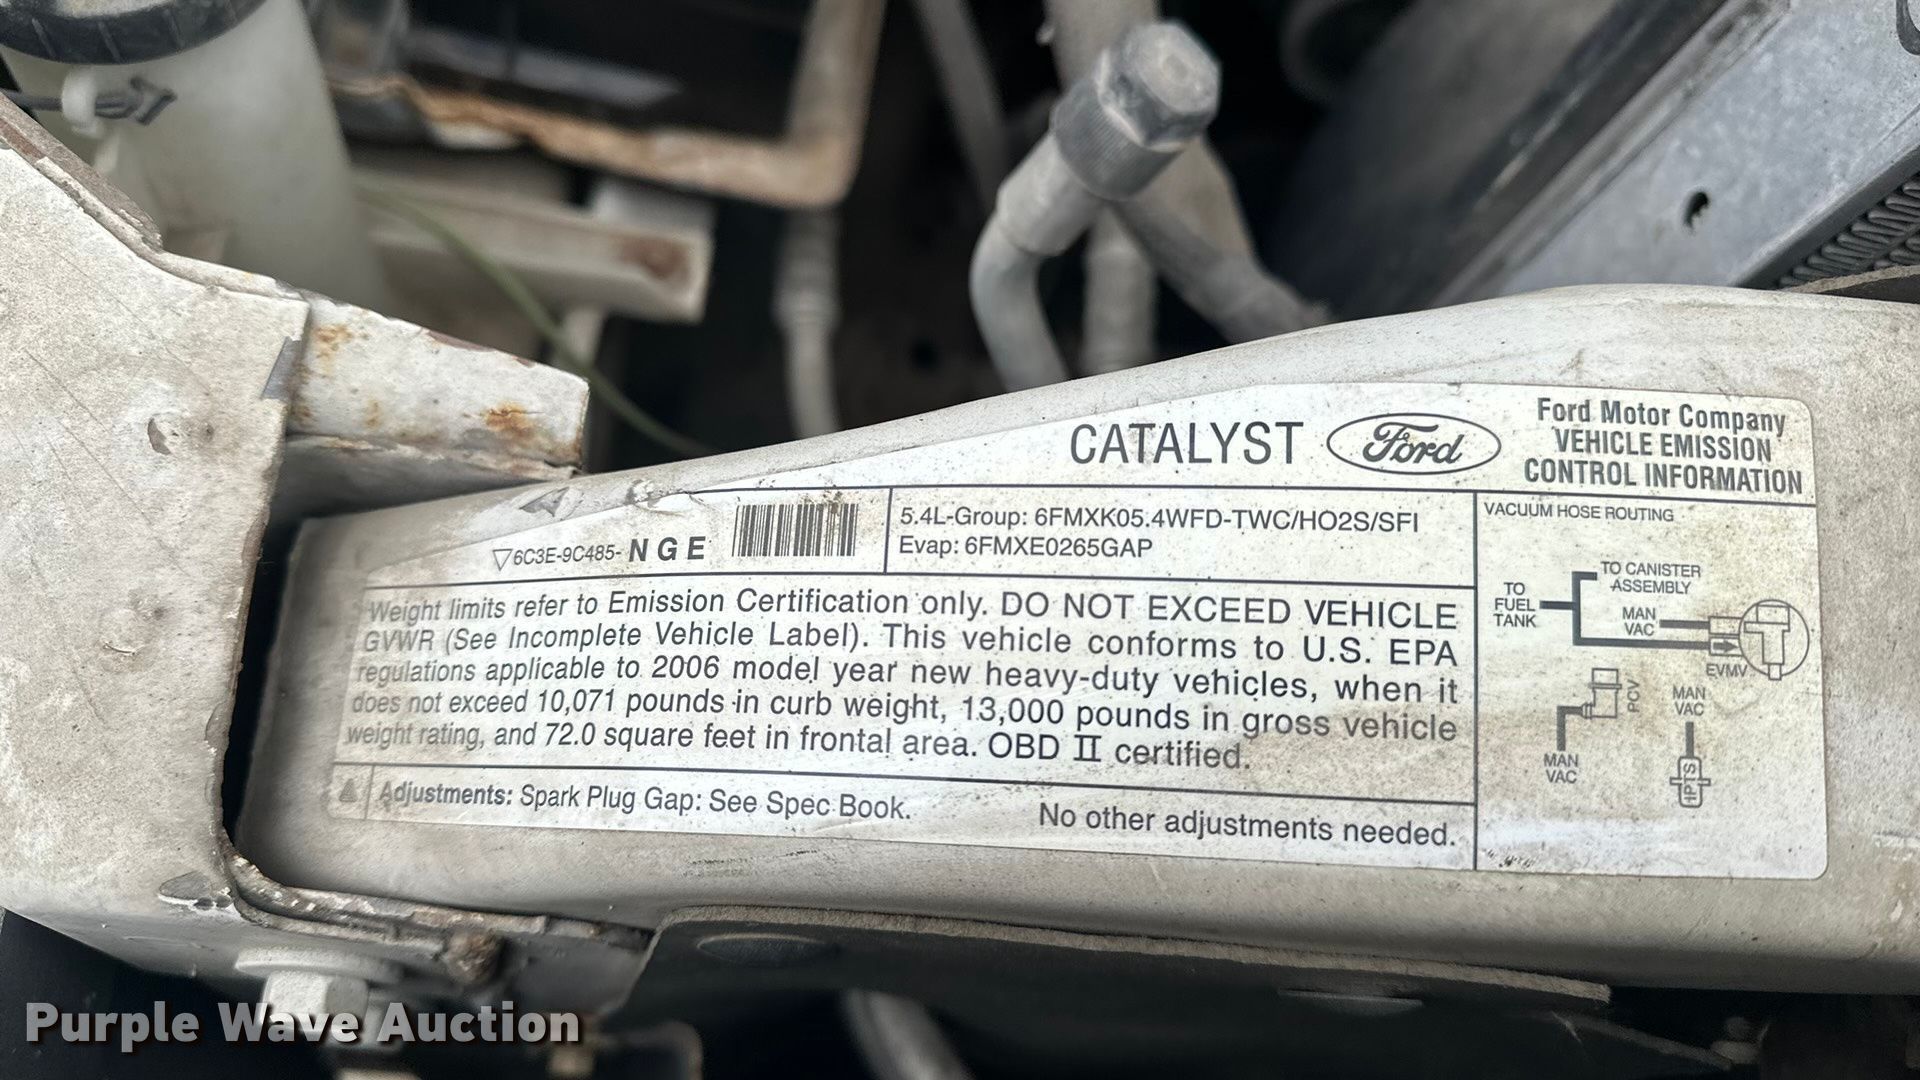 CATALYST
Ford
Ford Motor Company
VEHICLE EMISSION
CONTROL INFORMATION
6C3E-9C485- NGE
5.4L-Group: 6FMXK05.4WFD-TWC/HO2S/SFI
Evap: 6FMXE0265GAP
Weight limits refer to Emission Certification only. DO NOT EXCEED VEHICLE
GVWR (See Incomplete Vehicle Label). This vehicle conforms to U.S. EPA
regulations applicable to 2006 model year new heavy-duty vehicles, when it
does not exceed 10,071 pounds in curb weight, 13,000 pounds in gross vehicle
weight rating, and 72.0 square feet in frontal area. OBD II certified.
Adjustments: Spark Plug Gap: See Spec Book.
No other adjustments needed.
VACUUM HOSE ROUTING
TO CANISTER
ASSEMBLY
TO
FUEL
TANK
MAN
VAC
EVMV
PCV
MAN
VAC
MAN
VAC
IPTS
Purple Wave Auction